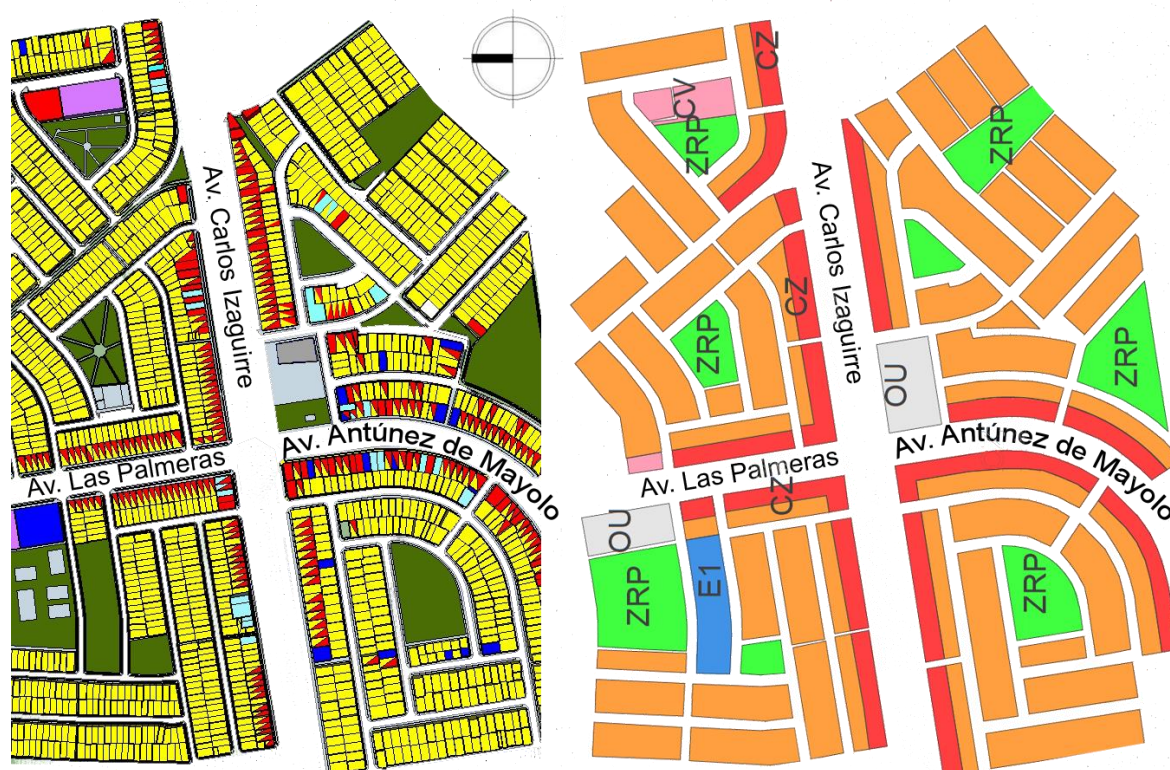 Av. Carlos Izaguirre
Av. Antúnez de Mayolo
Av. Las Palmeras
CZ
CV
ZRP
ZRP
Av. Carlos Izaguirre
CZ
ZRP
ZRP
OU
Av. Antúnez de Mayolo
Av. Las Palmeras
CZ
OU
ZRP
E1
ZRP